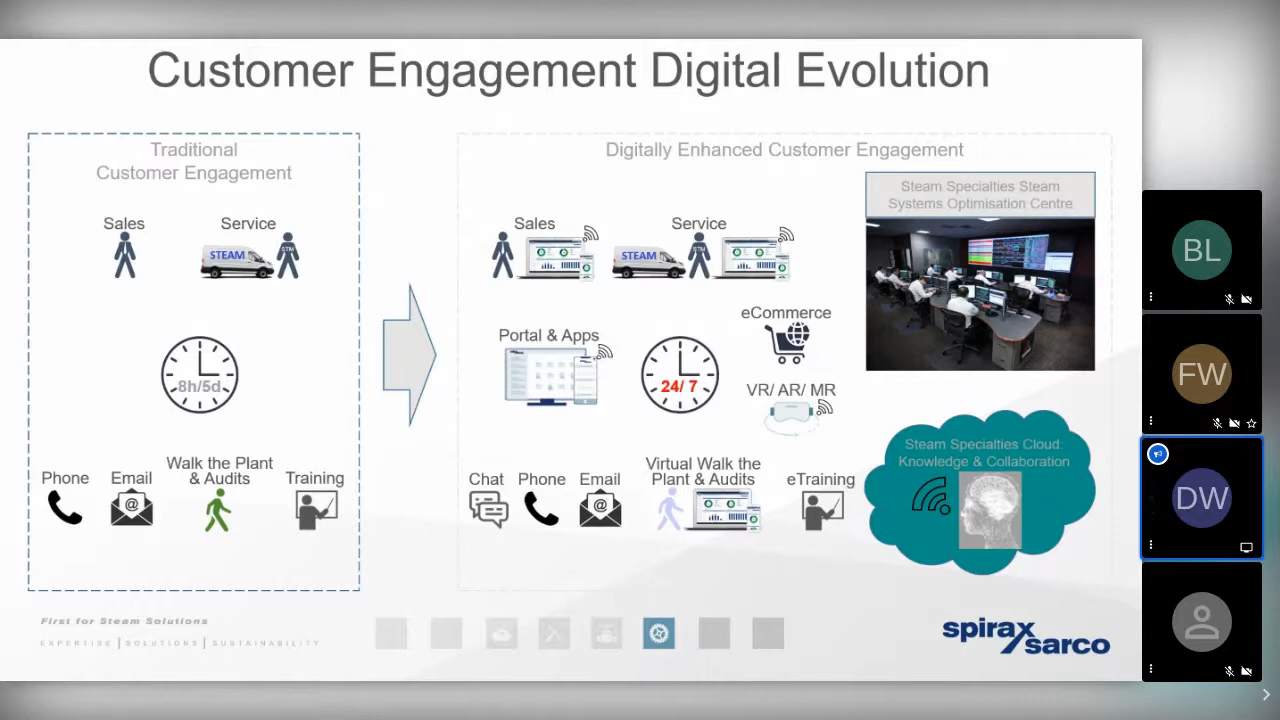 Customer Engagement Digital Evolution
Traditional
Customer Engagement
Sales
Service
STEAM
STM
8h/5d
Phone
Email
Walk the Plant
& Audits
Training
@
Digitally Enhanced Customer Engagement
Sales
Service
STEAM
STM
Portal & Apps
24/ 7
eCommerce
VR/ AR/ MR
Chat
Phone
Email
Virtual Walk the
Plant & Audits
eTraining
@
Steam Specialties Steam
Systems Optimisation Centre
Steam Specialties Cloud:
Knowledge & Collaboration
First for Steam Solutions
EXPERTISE | SOLUTIONS | SUSTAINABILITY
spirax
sarco
BL
FW
DW